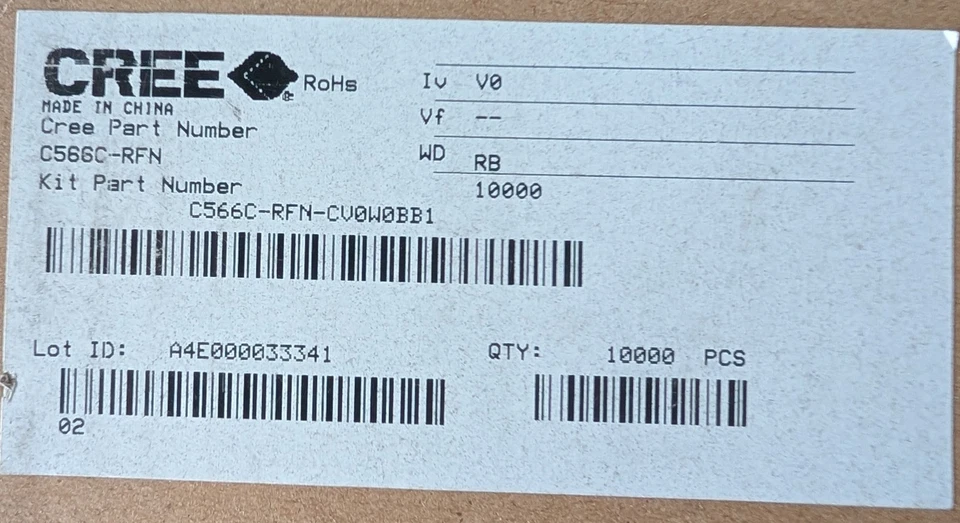 CREE RoHs
MADE IN CHINA
Cree Part Number
C566C-RFN
Kit Part Number
C566C-RFN-CV0W0BB1
Iv V0
Vf --
WD RB
10000
Lot ID: A4E000033341
QTY: 10000 PCS
02